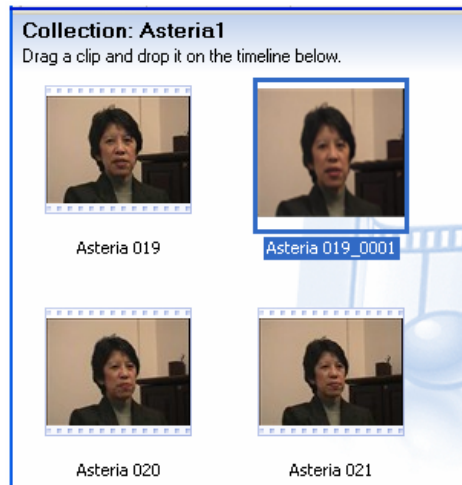 Collection: Asteria1
Drag a clip and drop it on the timeline below.
Asteria 019
Asteria 019_0001
Asteria 020
Asteria 021